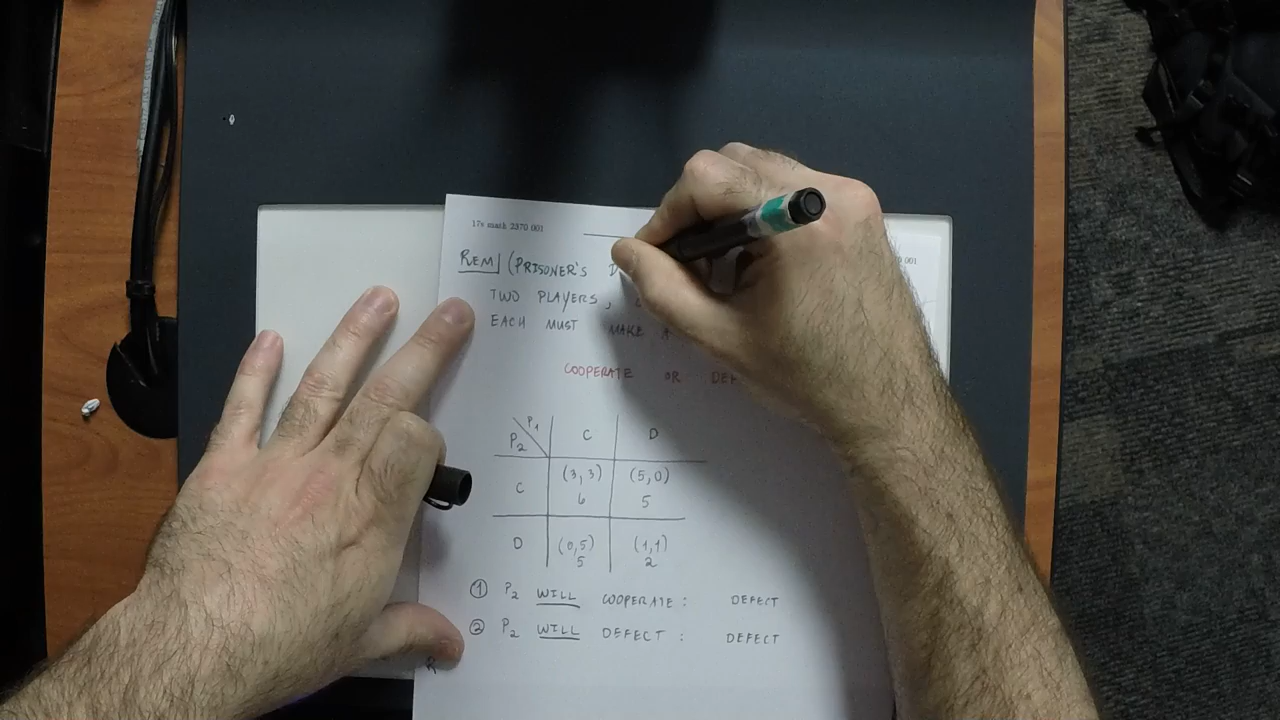 17s math 2370 001
001
REM (PRISONER'S
TWO PLAYERS,
EACH MUST MAKE A
COOPERATE OR
P1
P2 C D
C (3,3) (5,0)
6 5
D (0,5) (1,1)
5 2
① P2 WILL COOPERATE: DEFECT
② P2 WILL DEFECT: DEFECT
R